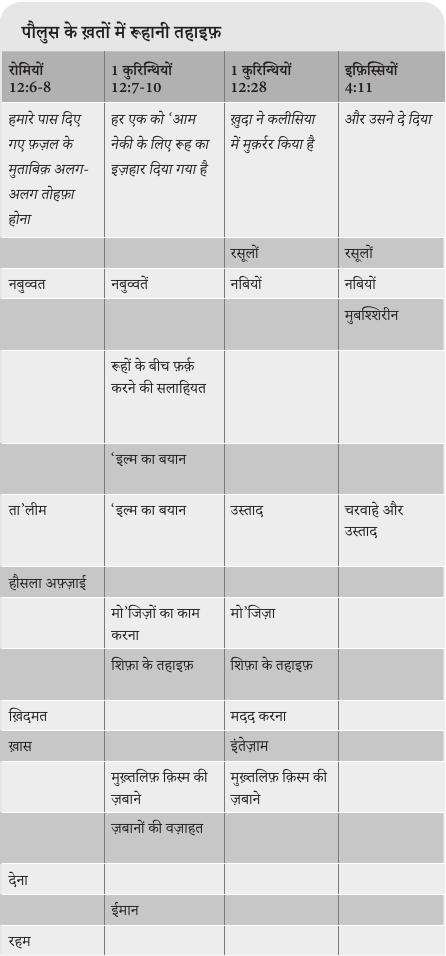 पौलुस के ख़तों में रूहानी तहाइफ़
रोमियों
12:6-8
1 कुरिन्थियों
12:7-10
1 कुरिन्थियों
12:28
इफ़िस्सियों
4:11
हमारे पास दिए
गए फ़ज़ल के
मुताबिक़ अलग-
अलग तोहफ़ा
होना
हर एक को ‘आम
नेकी के लिए रूह का
इज़हार दिया गया है
ख़ुदा ने कलीसिया
में मुक़र्रर किया है
और उसने दे दिया
रसूलों
रसूलों
नबुव्वत
नबुव्वतें
नबियों
नबियों
मुबश्शिरीन
रूहों के बीच फ़र्क़
करने की सलाहियत
‘इल्म का बयान
ता’लीम
‘इल्म का बयान
उस्ताद
चरवाहे और
उस्ताद
हौसला अफ़्ज़ाई
मो’जिज़ों का काम
करना
मो’जिज़ा
शिफ़ा के तहाइफ़
शिफ़ा के तहाइफ़
ख़िदमत
मदद करना
ख़ास
इंतेज़ाम
मुख़्तलिफ़ क़िस्म की
ज़बाने
मुख़्तलिफ़ क़िस्म की
ज़बाने
ज़बानों की वज़ाहत
देना
ईमान
रहम